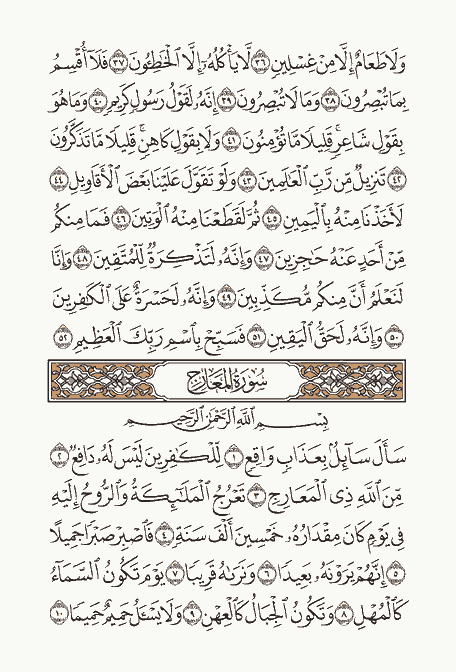 وَلَا طَعَامٌ إِلَّا مِنْ غِسْلِينٍ ٣٦ لَّا يَأْكُلُهُۥٓ إِلَّا ٱلْخَٰطِـُٔونَ ٣٧ فَلَآ أُقْسِمُ
بِمَا تُبْصِرُونَ ٣٨ وَمَا لَا تُبْصِرُونَ ٣٩ إِنَّهُۥ لَقَوْلُ رَسُولٍ كَرِيمٍ ٤٠ وَمَا هُوَ
بِقَوْلِ شَاعِرٍۚ قَلِيلًا مَّا تُؤْمِنُونَ ٤١ وَلَا بِقَوْلِ كَاهِنٍۚ قَلِيلًا مَّا تَذَكَّرُونَ
٤٢ تَنزِيلٌ مِّن رَّبِّ ٱلْعَٰلَمِينَ ٤٣ وَلَوْ تَقَوَّلَ عَلَيْنَا بَعْضَ ٱلْأَقَاوِيلِ ٤٤
لَأَخَذْنَا مِنْهُ بِٱلْيَمِينِ ٤٥ ثُمَّ لَقَطَعْنَا مِنْهُ ٱلْوَتِينَ ٤٦ فَمَا مِنكُم
مِّنْ أَحَدٍ عَنْهُ حَٰجِزِينَ ٤٧ وَإِنَّهُۥ لَتَذْكِرَةٌ لِّلْمُتَّقِينَ ٤٨ وَإِنَّا
لَنَعْلَمُ أَنَّ مِنكُم مُّكَذِّبِينَ ٤٩ وَإِنَّهُۥ لَحَسْرَةٌ عَلَى ٱلْكَٰفِرِينَ
٥٠ وَإِنَّهُۥ لَحَقُّ ٱلْيَقِينِ ٥١ فَسَبِّحْ بِٱسْمِ رَبِّكَ ٱلْعَظِيمِ ٥٢
سُورَةُ المَعَارِجِ
بِسْمِ ٱللَّهِ ٱلرَّحْمَٰنِ ٱلرَّحِيمِ
سَأَلَ سَآئِلٌۢ بِعَذَابٍ وَاقِعٍ ١ لِّلْكَٰفِرِينَ لَيْسَ لَهُۥ دَافِعٌ ٢
مِّنَ ٱللَّهِ ذِى ٱلْمَعَارِجِ ٣ تَعْرُجُ ٱلْمَلَٰٓئِكَةُ وَٱلرُّوحُ إِلَيْهِ
فِى يَوْمٍ كَانَ مِقْدَارُهُۥ خَمْسِينَ أَلْفَ سَنَةٍ ٤ فَٱصْبِرْ صَبْرًا جَمِيلًا
٥ إِنَّهُمْ يَرَوْنَهُۥ بَعِيدًا ٦ وَنَرَىٰهُ قَرِيبًا ٧ يَوْمَ تَكُونُ ٱلسَّمَآءُ
كَٱلْمُهْلِ ٨ وَتَكُونُ ٱلْجِبَالُ كَٱلْعِهْنِ ٩ وَلَا يَسْـَٔلُ حَمِيمٌ حَمِيمًا ١٠